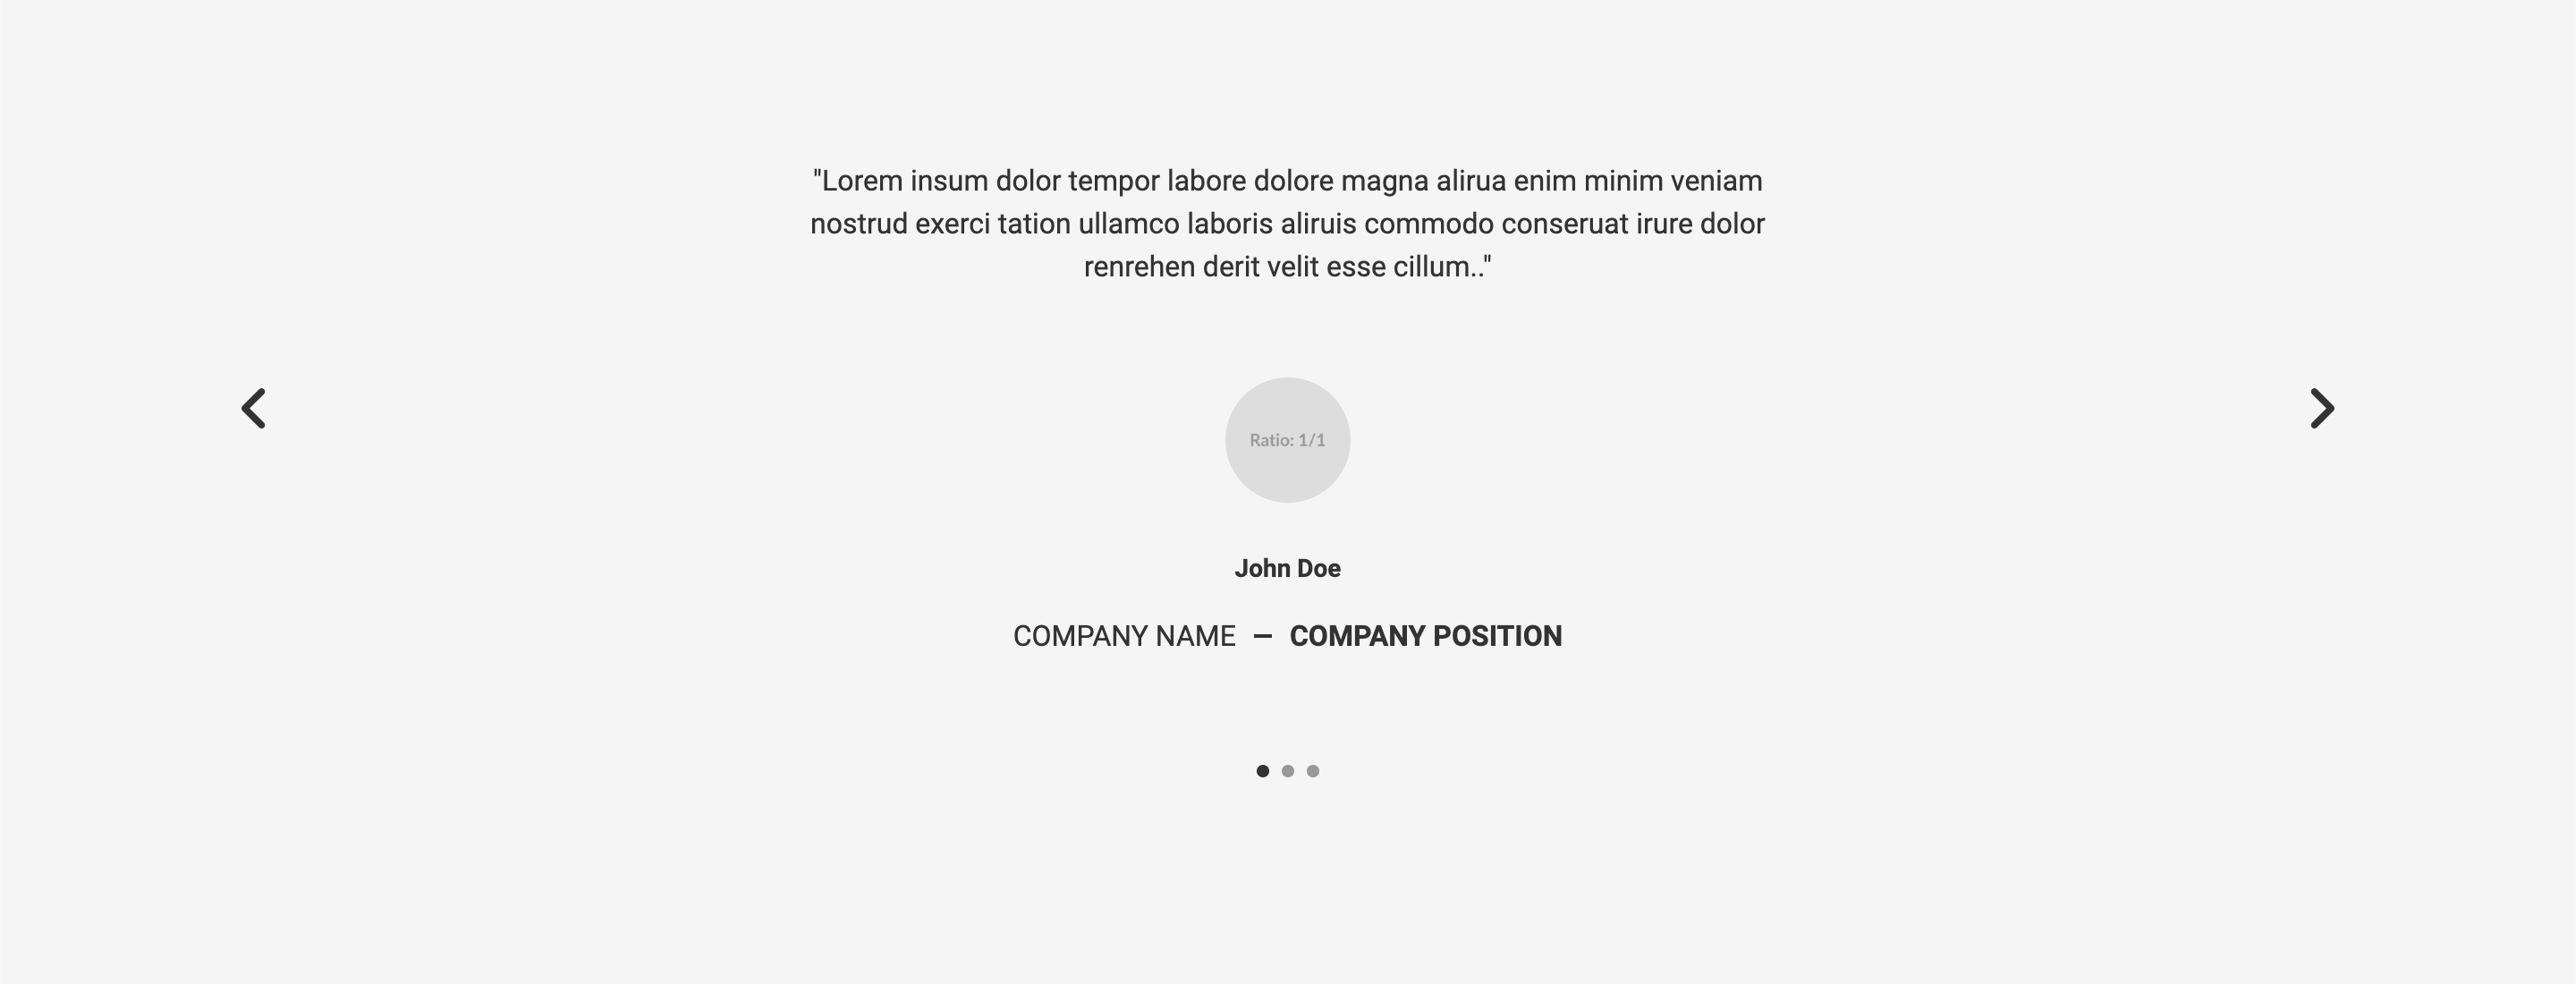 "Lorem insum dolor tempor labore dolore magna alirua enim minim veniam
nostrud exerci tation ullamco laboris aliruis commodo conseruat irure dolor
renrehen derit velit esse cillum.."
Ratio: 1/1
John Doe
COMPANY NAME — COMPANY POSITION